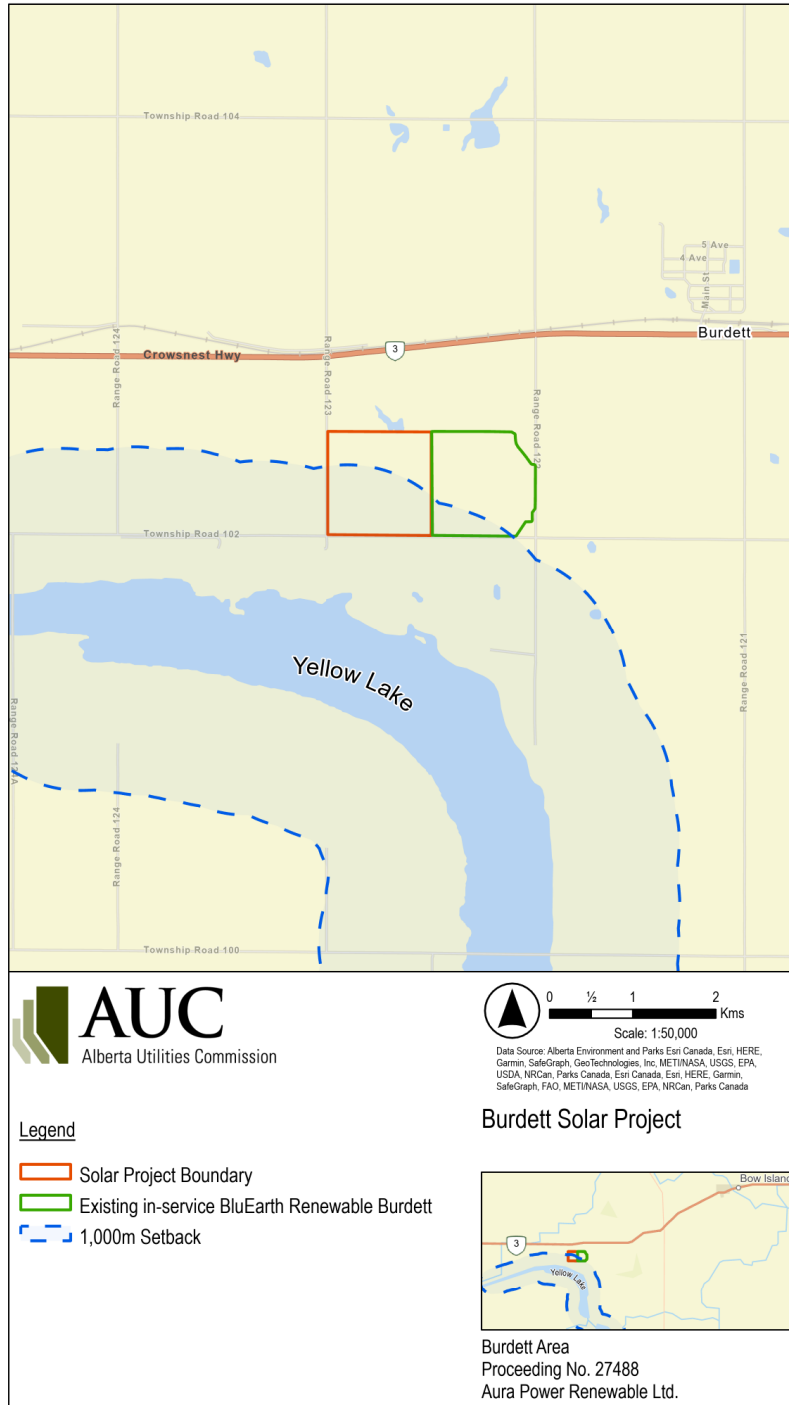 Township Road 104
5 Ave
4 Ave
Main St
Burdett
Range Road 124
Crowsnest Hwy
3
Range Road 123
Range Road 122
Township Road 102
Yellow Lake
Range Road 121
Range Road 124
Township Road 100
AUC
Alberta Utilities Commission
0 ½ 1 2
Kms
Scale: 1:50,000
Data Source: Alberta Environment and Parks Esri Canada, Esri, HERE,
Garmin, SafeGraph, GeoTechnologies, Inc, METI/NASA, USGS, EPA,
USDA, NRCan, Parks Canada, Esri Canada, Esri, HERE, Garmin,
SafeGraph, FAO, METI/NASA, USGS, EPA, NRCan, Parks Canada
Burdett Solar Project
Legend
Solar Project Boundary
Existing in-service BluEarth Renewable Burdett
1,000m Setback
Bow Island
3
Yellow Lake
Burdett Area
Proceeding No. 27488
Aura Power Renewable Ltd.